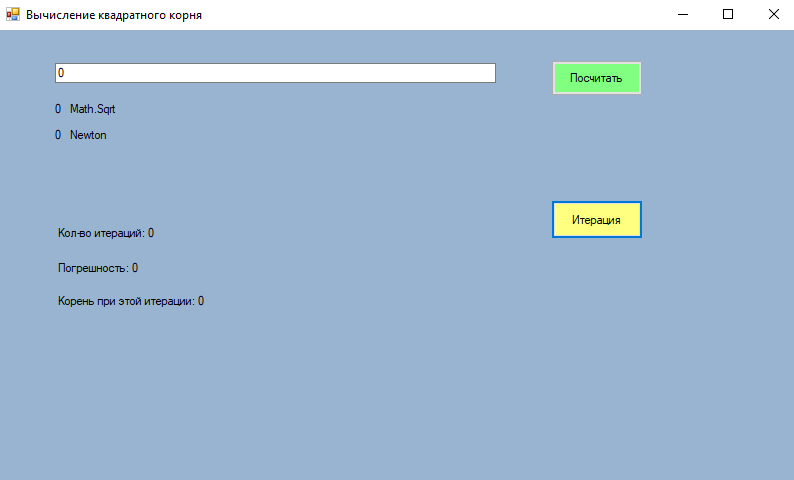 Вычисление квадратного корня
0
Посчитать
0 Math.Sqrt
0 Newton
Итерация
Кол-во итераций: 0
Погрешность: 0
Корень при этой итерации: 0